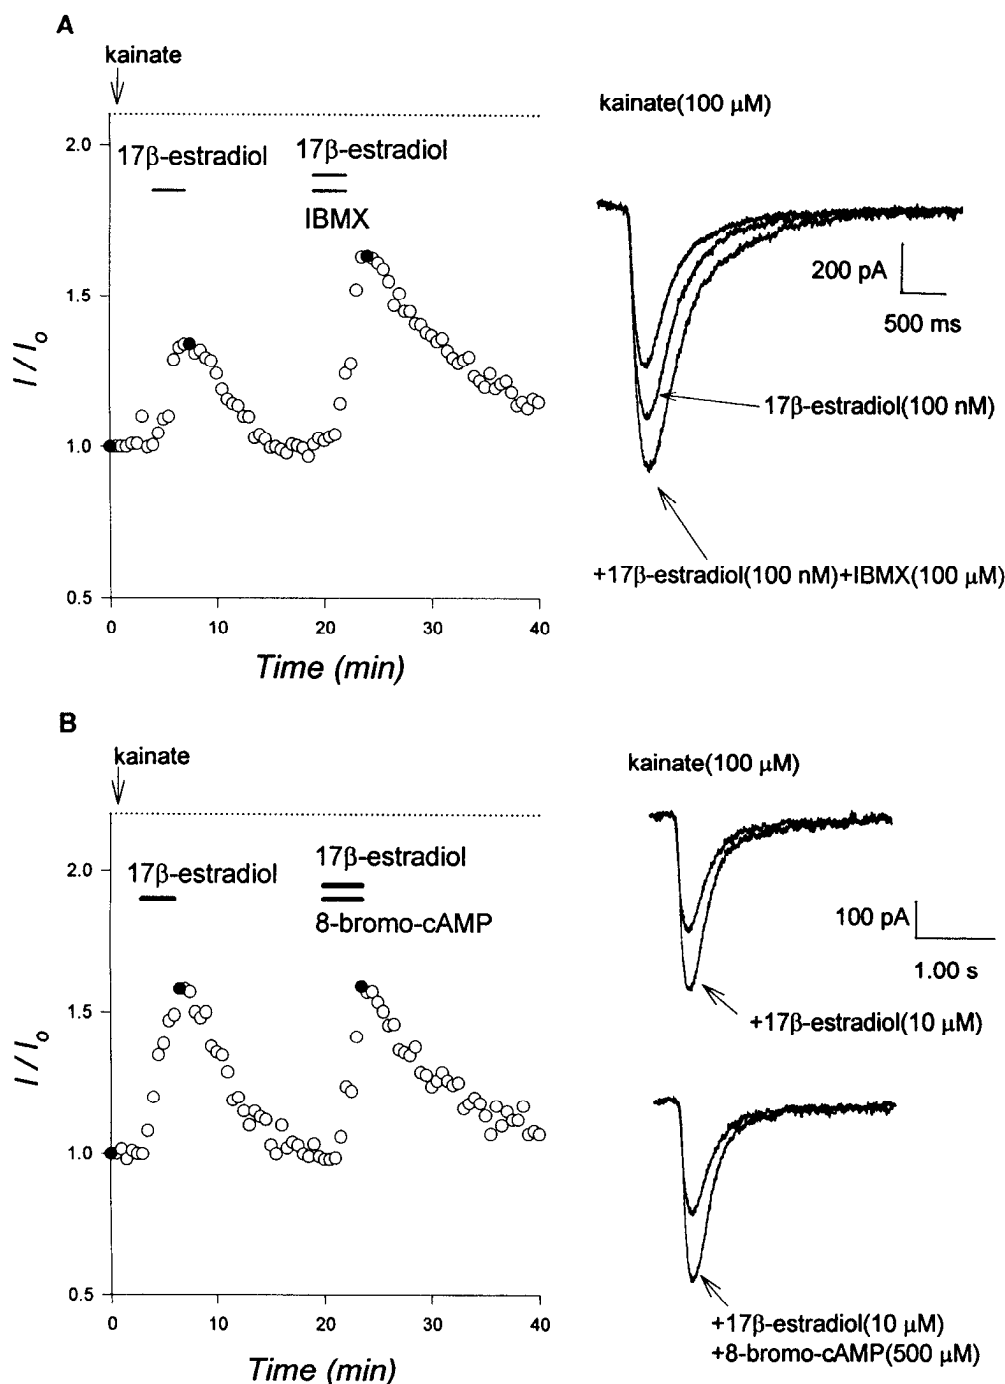 A
kainate
2.0
17β-estradiol
17β-estradiol
IBMX
1.5
1.0
0.5
I / Io
0 10 20 30 40
Time (min)
kainate(100 μM)
200 pA
500 ms
17β-estradiol(100 nM)
+17β-estradiol(100 nM)+IBMX(100 μM)
B
kainate
2.0
17β-estradiol
17β-estradiol
8-bromo-cAMP
1.5
1.0
0.5
I / Io
0 10 20 30 40
Time (min)
kainate(100 μM)
100 pA
1.00 s
+17β-estradiol(10 μM)
+17β-estradiol(10 μM)
+8-bromo-cAMP(500 μM)